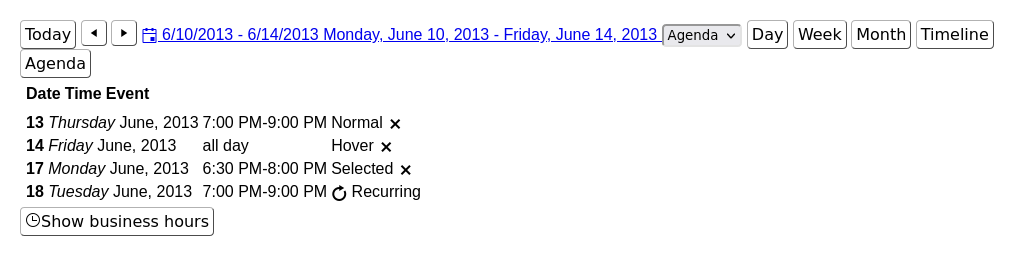 Today 6/10/2013 - 6/14/2013 Monday, June 10, 2013 - Friday, June 14, 2013 Agenda Day Week Month Timeline
Agenda
Date Time Event
13 Thursday June, 2013 7:00 PM-9:00 PM Normal
14 Friday June, 2013 all day Hover
17 Monday June, 2013 6:30 PM-8:00 PM Selected
18 Tuesday June, 2013 7:00 PM-9:00 PM Recurring
Show business hours